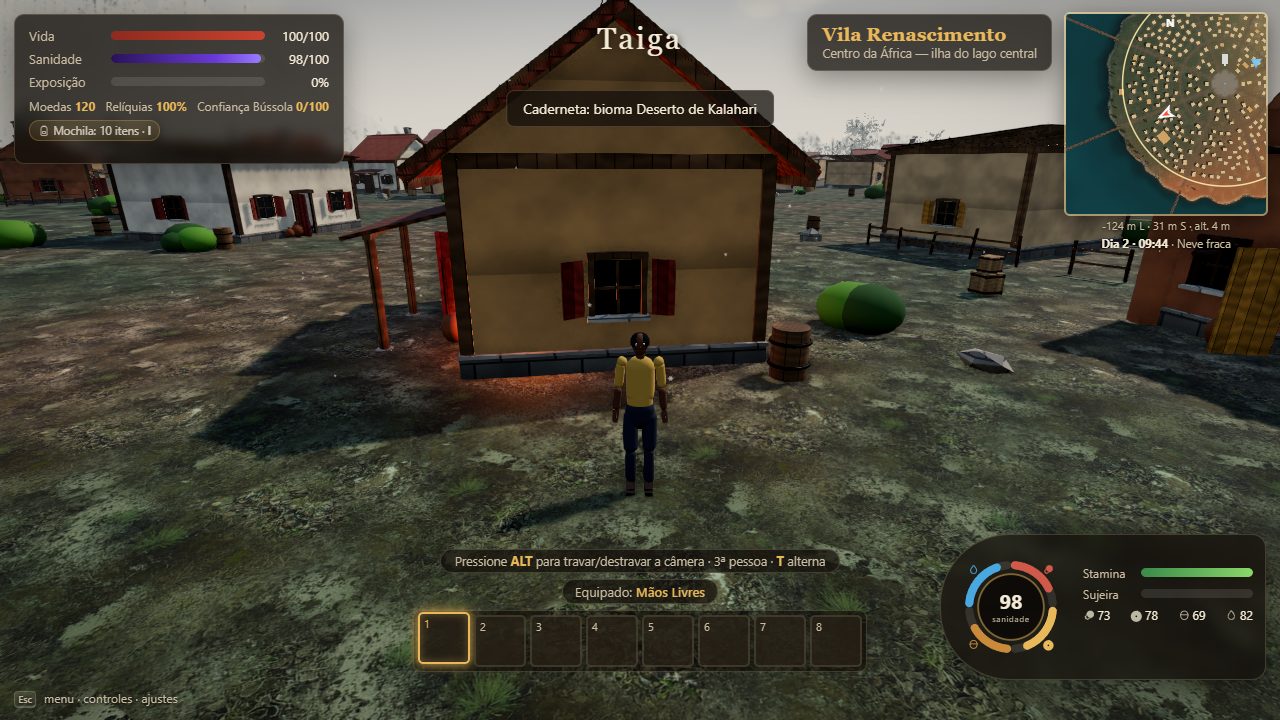 Vida 100/100
Sanidade 98/100
Exposição 0%
Moedas 120 Relíquias 100% Confiança Bússola 0/100
Mochila: 10 itens · I
Taiga
Caderneta: bioma Deserto de Kalahari
Vila Renascimento
Centro da África — ilha do lago central
N
-124 m L · 31 m S · alt. 4 m
Dia 2 · 09:44 · Neve fraca
Pressione ALT para travar/destravar a câmera · 3ª pessoa · T alterna
Equipado: Mãos Livres
1 2 3 4 5 6 7 8
98
sanidade
Stamina
Sujeira
73 78 69 82
Esc menu · controles · ajustes